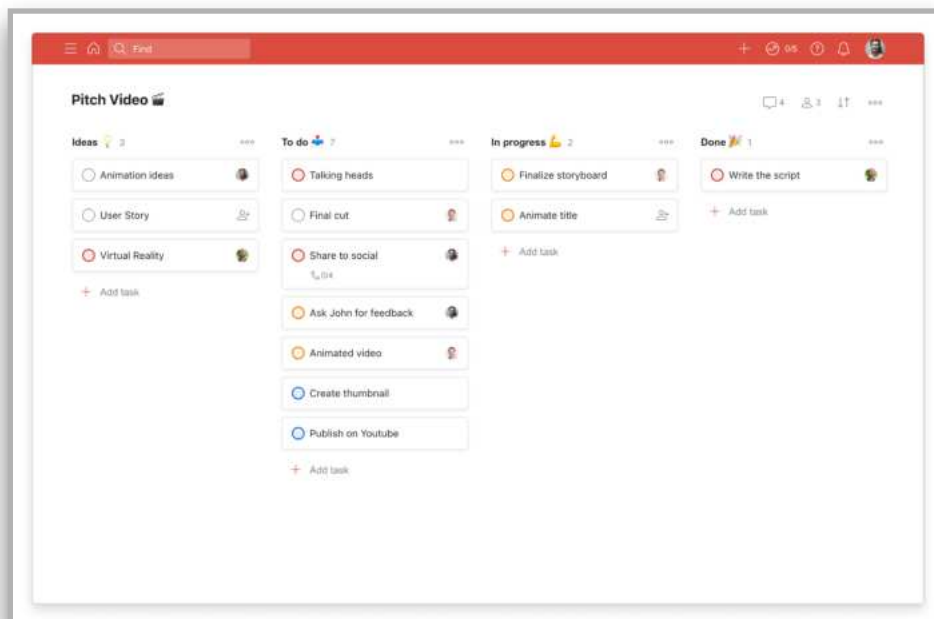 Find
0/5
Pitch Video 🎬
4
3
Ideas 💡 3
Animation ideas
User Story
Virtual Reality
+ Add task
To do 📥 7
Talking heads
Final cut
Share to social
0/4
Ask John for feedback
Animated video
Create thumbnail
Publish on Youtube
+ Add task
In progress 💪 2
Finalize storyboard
Animate title
+ Add task
Done 🎉 1
Write the script
+ Add task